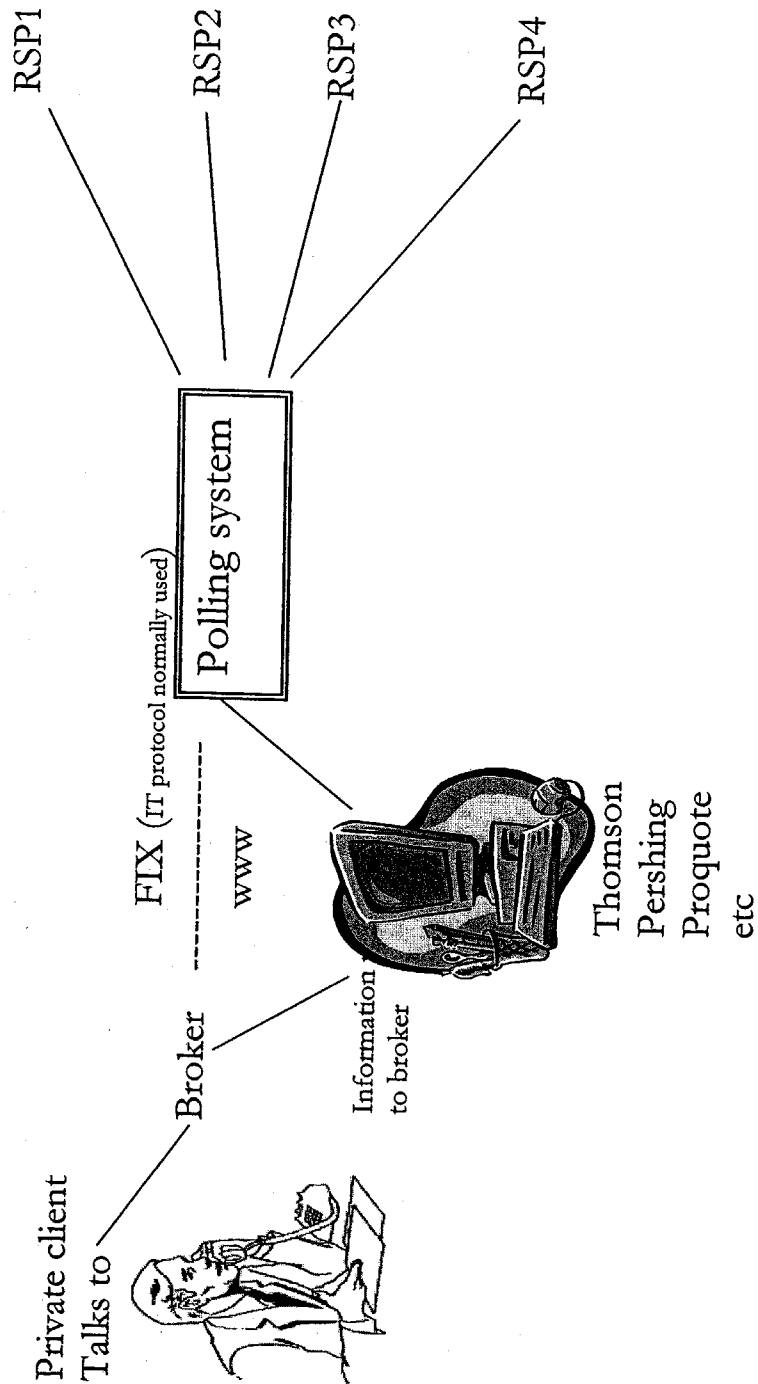 Private client
Talks to
Broker
FIX (IT protocol normally used)
www
Information
to broker
Thomson
Pershing
Proquote
etc
Polling system
RSP1
RSP2
RSP3
RSP4